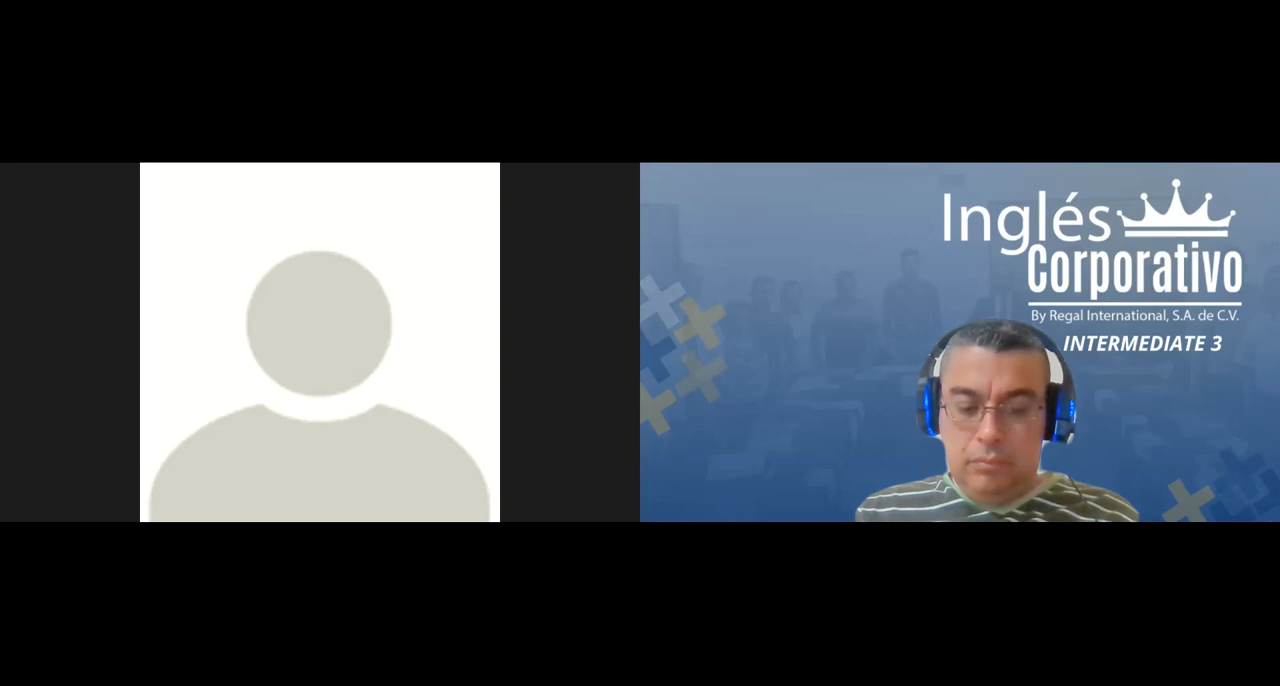 Inglés
Corporativo
By Regal International, S.A. de C.V.
INTERMEDIATE 3